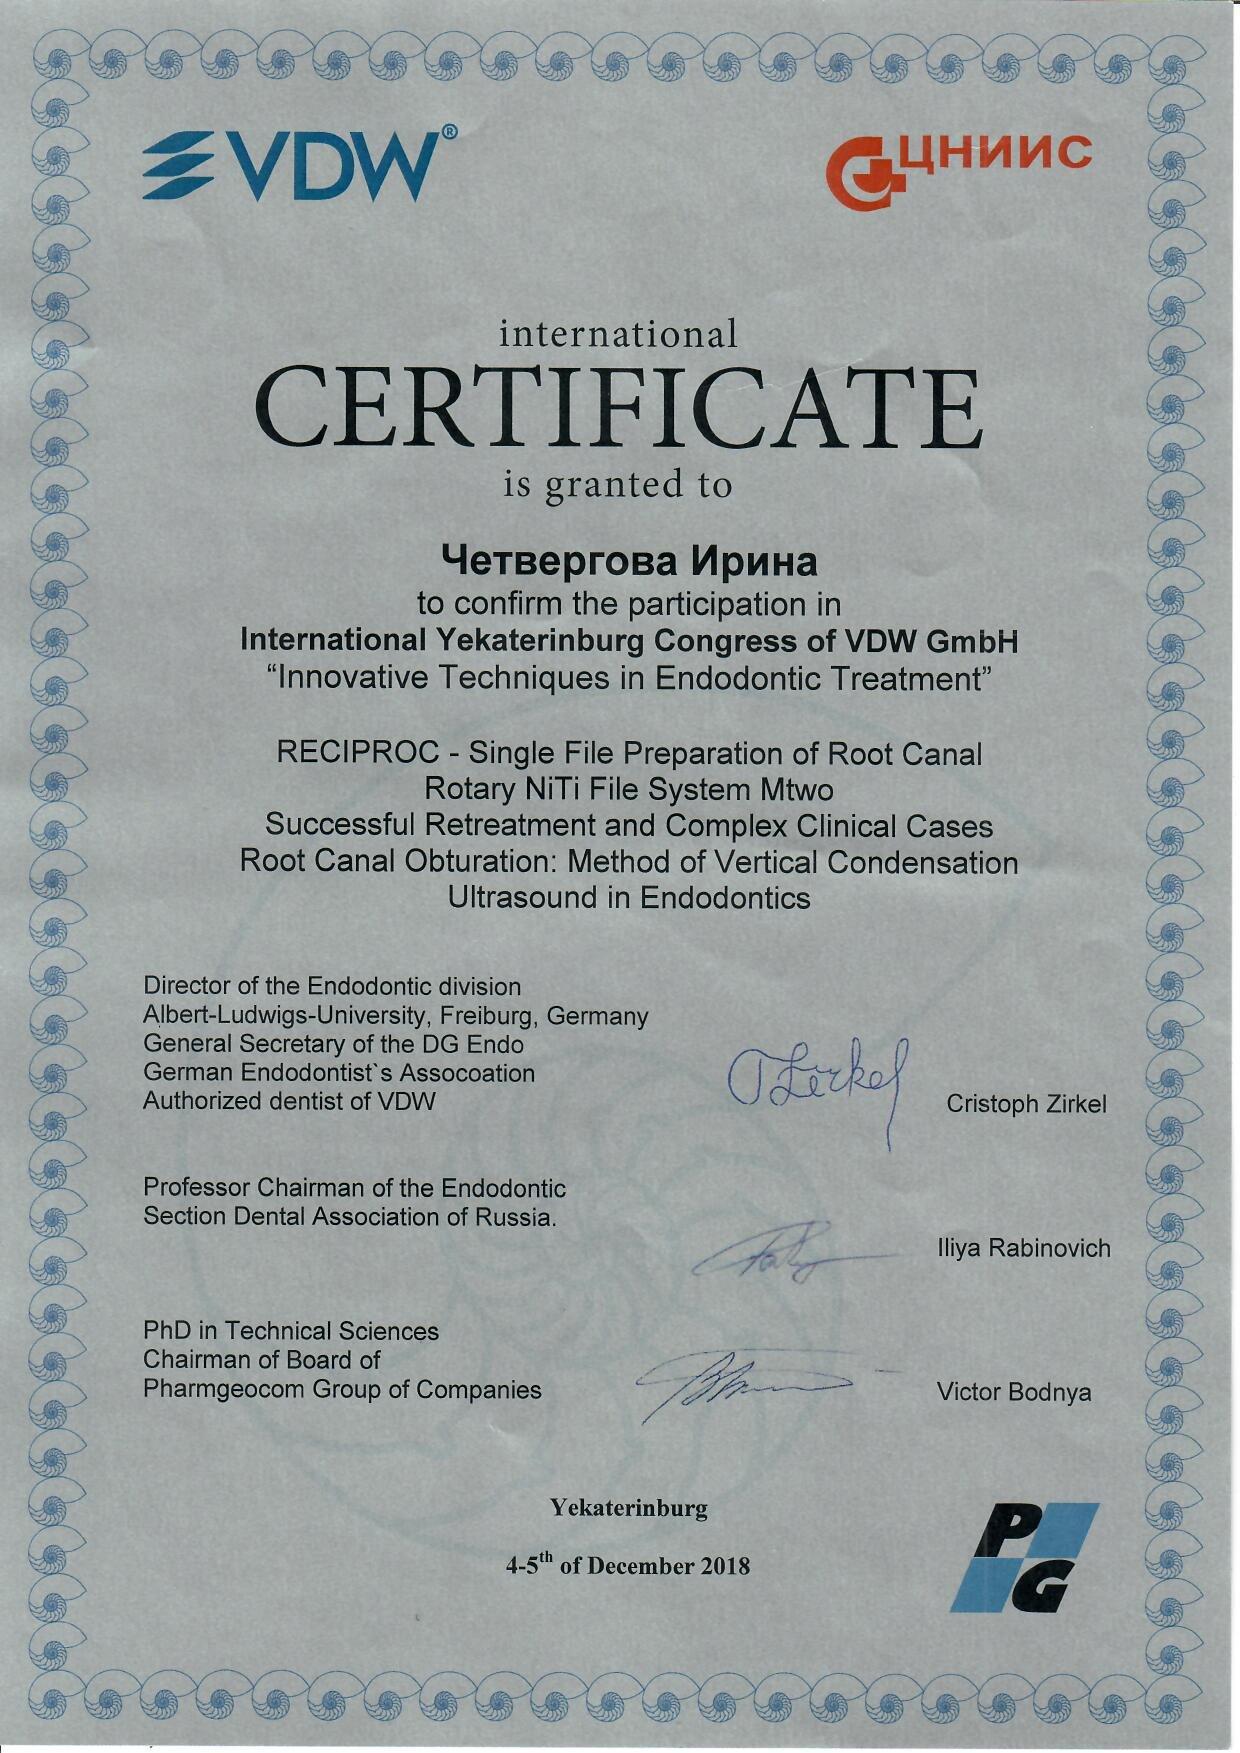 VDW®
ЦНИИС
international
CERTIFICATE
is granted to
Четвергова Ирина
to confirm the participation in
International Yekaterinburg Congress of VDW GmbH
“Innovative Techniques in Endodontic Treatment”
RECIPROC - Single File Preparation of Root Canal
Rotary NiTi File System Mtwo
Successful Retreatment and Complex Clinical Cases
Root Canal Obturation: Method of Vertical Condensation
Ultrasound in Endodontics
Director of the Endodontic division
Albert-Ludwigs-University, Freiburg, Germany
General Secretary of the DG Endo
German Endodontist`s Assocoation
Authorized dentist of VDW
Zirkel
Cristoph Zirkel
Professor Chairman of the Endodontic
Section Dental Association of Russia.
Iliya Rabinovich
PhD in Technical Sciences
Chairman of Board of
Pharmgeocom Group of Companies
Victor Bodnya
Yekaterinburg
4-5th of December 2018
PG